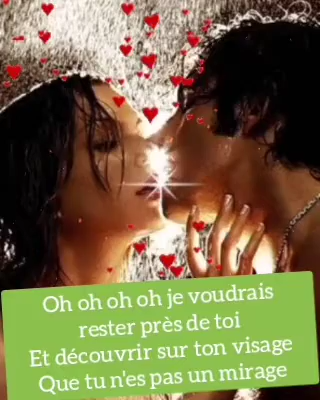 Oh oh oh oh je voudrais
rester près de toi
Et découvrir sur ton visage
Que tu n'es pas un mirage